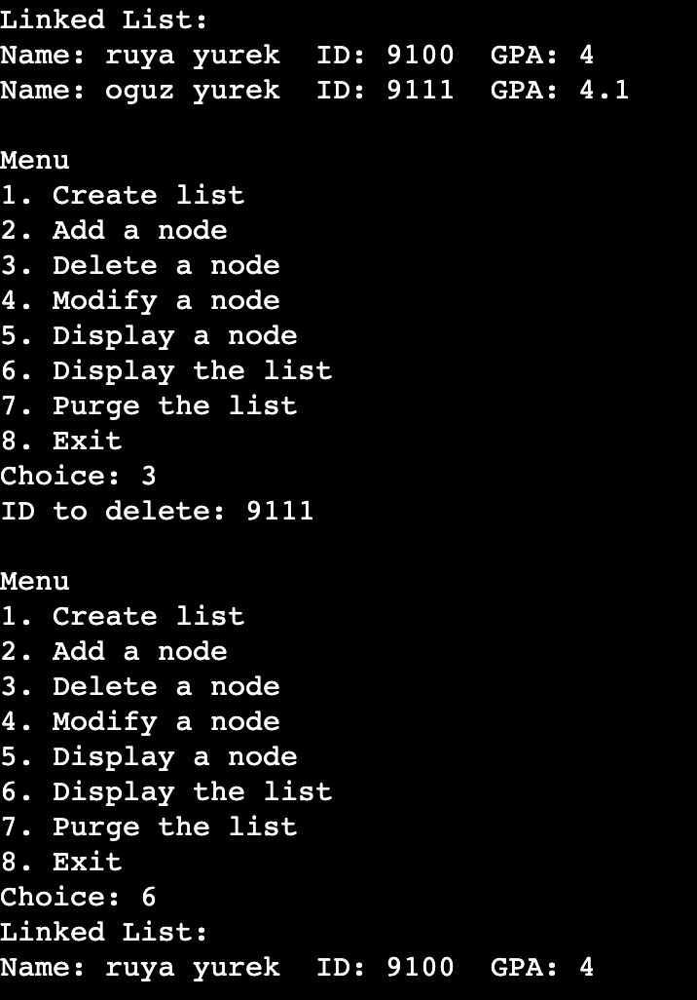 Linked List:
Name: ruya yurek  ID: 9100  GPA: 4
Name: oguz yurek  ID: 9111  GPA: 4.1

Menu
1. Create list
2. Add a node
3. Delete a node
4. Modify a node
5. Display a node
6. Display the list
7. Purge the list
8. Exit
Choice: 3
ID to delete: 9111

Menu
1. Create list
2. Add a node
3. Delete a node
4. Modify a node
5. Display a node
6. Display the list
7. Purge the list
8. Exit
Choice: 6
Linked List:
Name: ruya yurek  ID: 9100  GPA: 4